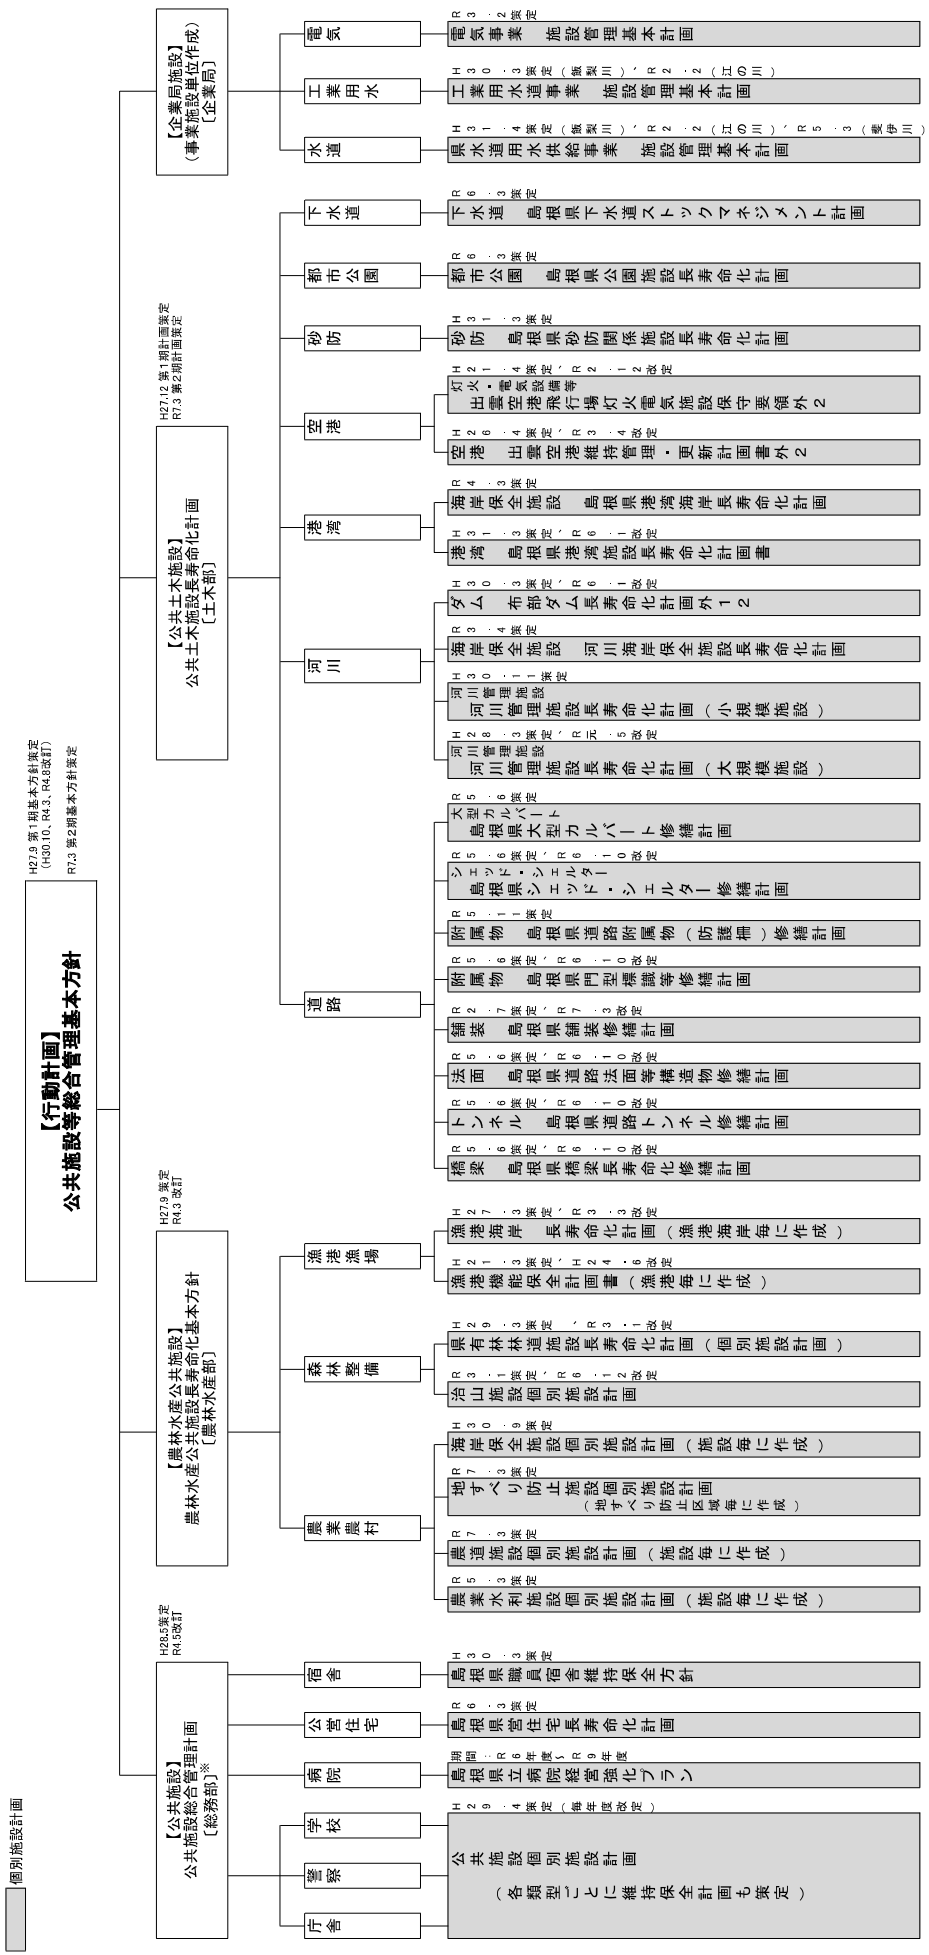 個別施設計画
【行動計画】
公共施設等総合管理基本方針
H27.9 第1期基本方針策定
（H30.10、R4.3、R4.8改訂）
R7.3 第2期基本方針策定
【公共施設】
公共施設総合管理計画
［総務部］※
H28.5策定
R4.5改訂
庁舎
警察
学校
病院
公営住宅
宿舎
H29.4策定(毎年度改定)
公共施設個別施設計画
(各類型ごとに維持保全計画も策定)
期間：R6年度～R9年度
島根県立病院経営強化プラン
R6.3策定
島根県営住宅長寿命化計画
H30.3策定
島根県職員宿舎維持保全方針
【農林水産公共施設】
農林水産公共施設長寿命化基本方針
［農林水産部］
H27.9 策定
R4.3 改訂
農業農村
R5.3策定
農業水利施設個別施設計画(施設毎に作成)
R7.3策定
農道施設個別施設計画(施設毎に作成)
R7.3策定
地すべり防止施設個別施設計画
(地すべり防止区域毎に作成)
H30.9策定
海岸保全施設個別施設計画(施設毎に作成)
森林整備
R3.1策定、R6.12改定
治山施設個別施設計画
H29.3策定 、R3.1改定
県有林林道施設長寿命化計画(個別施設計画)
漁港漁場
H21.3策定、H24.6改定
漁港機能保全計画書(漁港毎に作成)
H27.3策定、R3.3改定
漁港海岸 長寿命化計画(漁港海岸毎に作成)
【公共土木施設】
公共土木施設長寿命化計画
［土木部］
H27.12 第1期計画策定
R7.3 第2期計画策定
道路
R5.6策定、R6.10改定
橋梁 島根県橋梁長寿命化修繕計画
R5.6策定、R6.10改定
トンネル 島根県道路トンネル修繕計画
R5.6策定、R6.10改定
法面 島根県道路法面等構造物修繕計画
R2.7策定、R7.3改定
舗装 島根県舗装修繕計画
R5.6策定、R6.10改定
附属物 島根県門型標識等修繕計画
R5.11策定
附属物 島根県道路附属物(防護柵)修繕計画
R5.6策定、R6.10改定
シェッド・シェルター
島根県シェッド・シェルター修繕計画
R5.6策定
大型カルバート
島根県大型カルバート修繕計画
河川
H28.3策定、R元.5改定
河川管理施設
河川管理施設長寿命化計画(大規模施設)
H30.11策定
河川管理施設
河川管理施設長寿命化計画(小規模施設)
R3.4策定
海岸保全施設 河川海岸保全施設長寿命化計画
H30.3策定、R6.1改定
ダム 布部ダム長寿命化計画外12
港湾
H31.3策定、R6.1改定
港湾 島根県港湾施設長寿命化計画書
R4.3策定
海岸保全施設 島根県港湾海岸長寿命化計画
空港
H26.4策定、R3.4改定
空港 出雲空港維持管理・更新計画書外2
H21.4策定、R2.12改定
灯火・電気設備等
出雲空港飛行場灯火電気施設保守要領外2
砂防
H31.3策定
砂防 島根県砂防関係施設長寿命化計画
都市公園
R6.3策定
都市公園 島根県公園施設長寿命化計画
下水道
R6.3策定
下水道 島根県下水道ストックマネジメント計画
【企業局施設】
（事業施設単位作成）
［企業局］
水道
H31.4策定(飯梨川)、R2.2(江の川)、R5.3(斐伊川)
県水道用水供給事業 施設管理基本計画
工業用水
H30.3策定(飯梨川)、R2.2(江の川)
工業用水道事業 施設管理基本計画
電気
R3.2策定
電気事業 施設管理基本計画